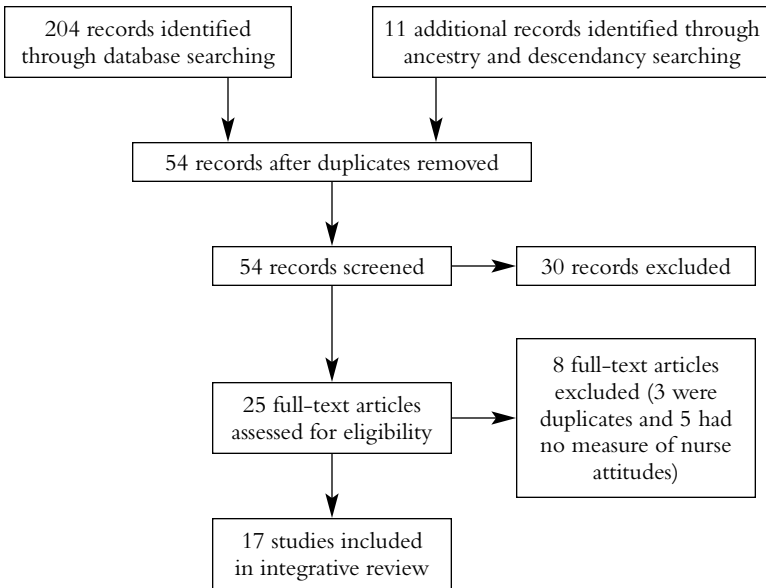 204 records identified
through database searching
11 additional records identified through
ancestry and descendancy searching
54 records after duplicates removed
54 records screened
30 records excluded
25 full-text articles
assessed for eligibility
8 full-text articles
excluded (3 were
duplicates and 5 had
no measure of nurse
attitudes)
17 studies included
in integrative review